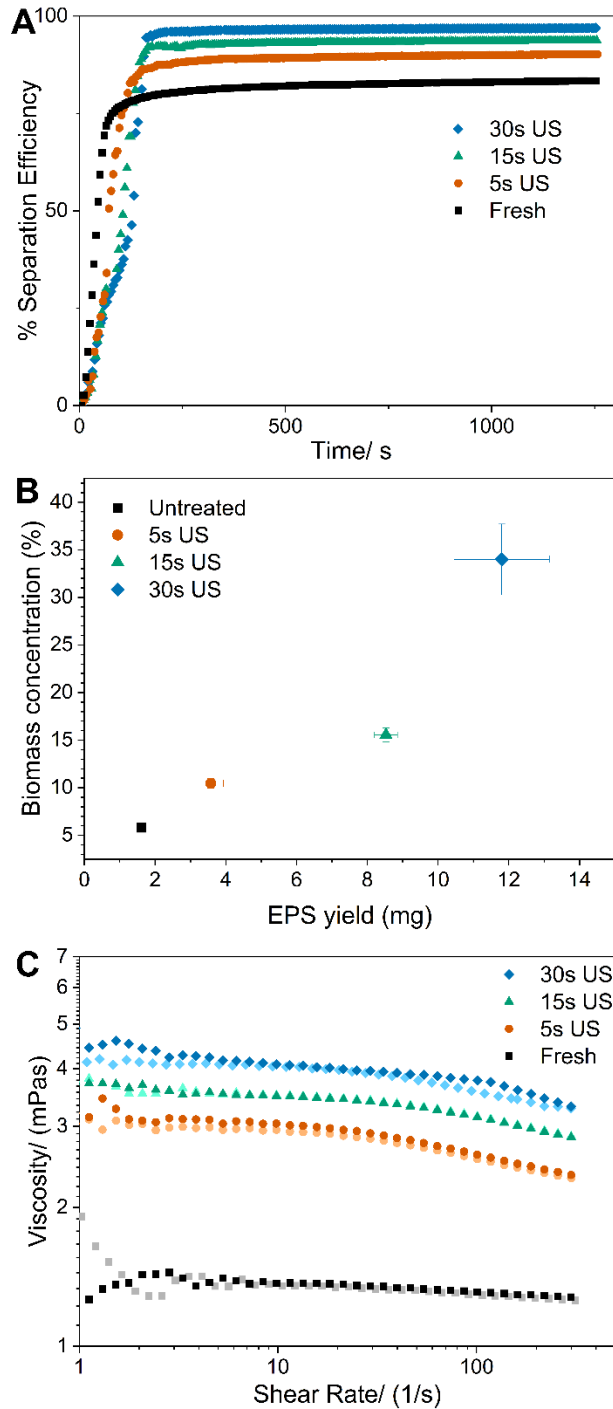 A
% Separation Efficiency
100
50
0
30s US
15s US
5s US
Fresh
0 500 1000
Time/ s
B
Biomass concentration (%)
40
35
30
25
20
15
10
5
Untreated
5s US
15s US
30s US
0 2 4 6 8 10 12 14
EPS yield (mg)
C
Viscosity/ (mPas)
7
6
5
4
3
2
1
30s US
15s US
5s US
Fresh
1 10 100
Shear Rate/ (1/s)